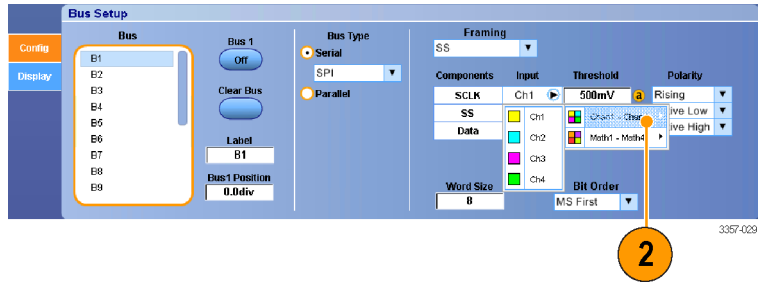 Bus Setup
Config
Display
Bus
B1
B2
B3
B4
B5
B6
B7
B8
B9
Bus 1
Off
Clear Bus
Label
B1
Bus1 Position
0.0div
Bus Type
Serial
SPI
Parallel
Framing
SS
Components Input Threshold Polarity
SCLK Ch1 500mV a Rising
SS ive Low
Data ive High
Ch1
Ch2
Ch3
Ch4
Chan1 -
Math1 - Math4
Word Size
8
Bit Order
MS First
3357-029
2